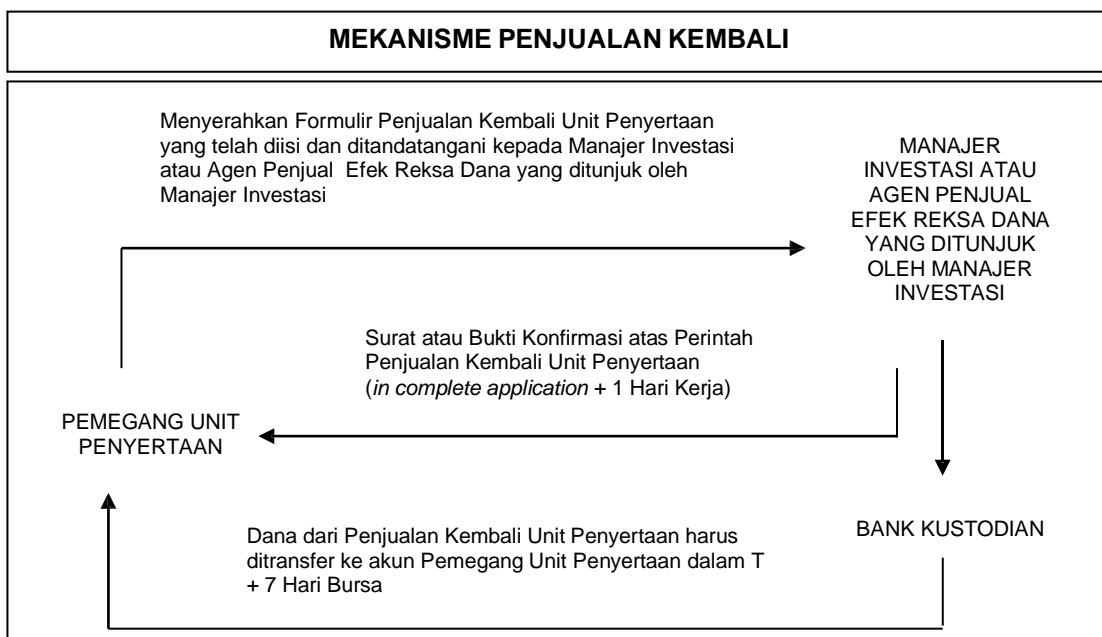 MEKANISME PENJUALAN KEMBALI
Menyerahkan Formulir Penjualan Kembali Unit Penyertaan
yang telah diisi dan ditandatangani kepada Manajer Investasi
atau Agen Penjual Efek Reksa Dana yang ditunjuk oleh
Manajer Investasi
MANAJER
INVESTASI ATAU
AGEN PENJUAL
EFEK REKSA DANA
YANG DITUNJUK
OLEH MANAJER
INVESTASI
Surat atau Bukti Konfirmasi atas Perintah
Penjualan Kembali Unit Penyertaan
(in complete application + 1 Hari Kerja)
PEMEGANG UNIT
PENYERTAAN
Dana dari Penjualan Kembali Unit Penyertaan harus
ditransfer ke akun Pemegang Unit Penyertaan dalam T
+ 7 Hari Bursa
BANK KUSTODIAN